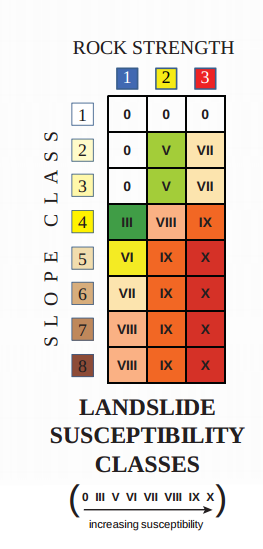 ROCK STRENGTH
1 2 3
1 0 0 0
2 0 V VII
3 0 V VII
4 III VIII IX
5 VI IX X
6 VII IX X
7 VIII IX X
8 VIII IX X
SLOPE CLASS
LANDSLIDE
SUSCEPTIBILITY
CLASSES
(0 III V VI VII VIII IX X)
increasing susceptibility